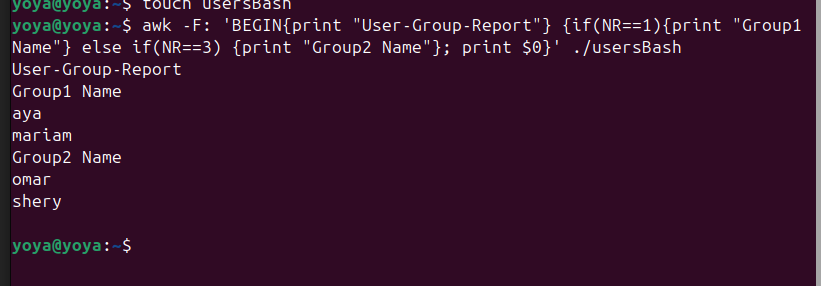 yoya@yoya:~$ touch usersBash
yoya@yoya:~$ awk -F: 'BEGIN{print "User-Group-Report"} {if(NR==1){print "Group1
Name"} else if(NR==3) {print "Group2 Name"}; print $0}' ./usersBash
User-Group-Report
Group1 Name
aya
mariam
Group2 Name
omar
shery
yoya@yoya:~$